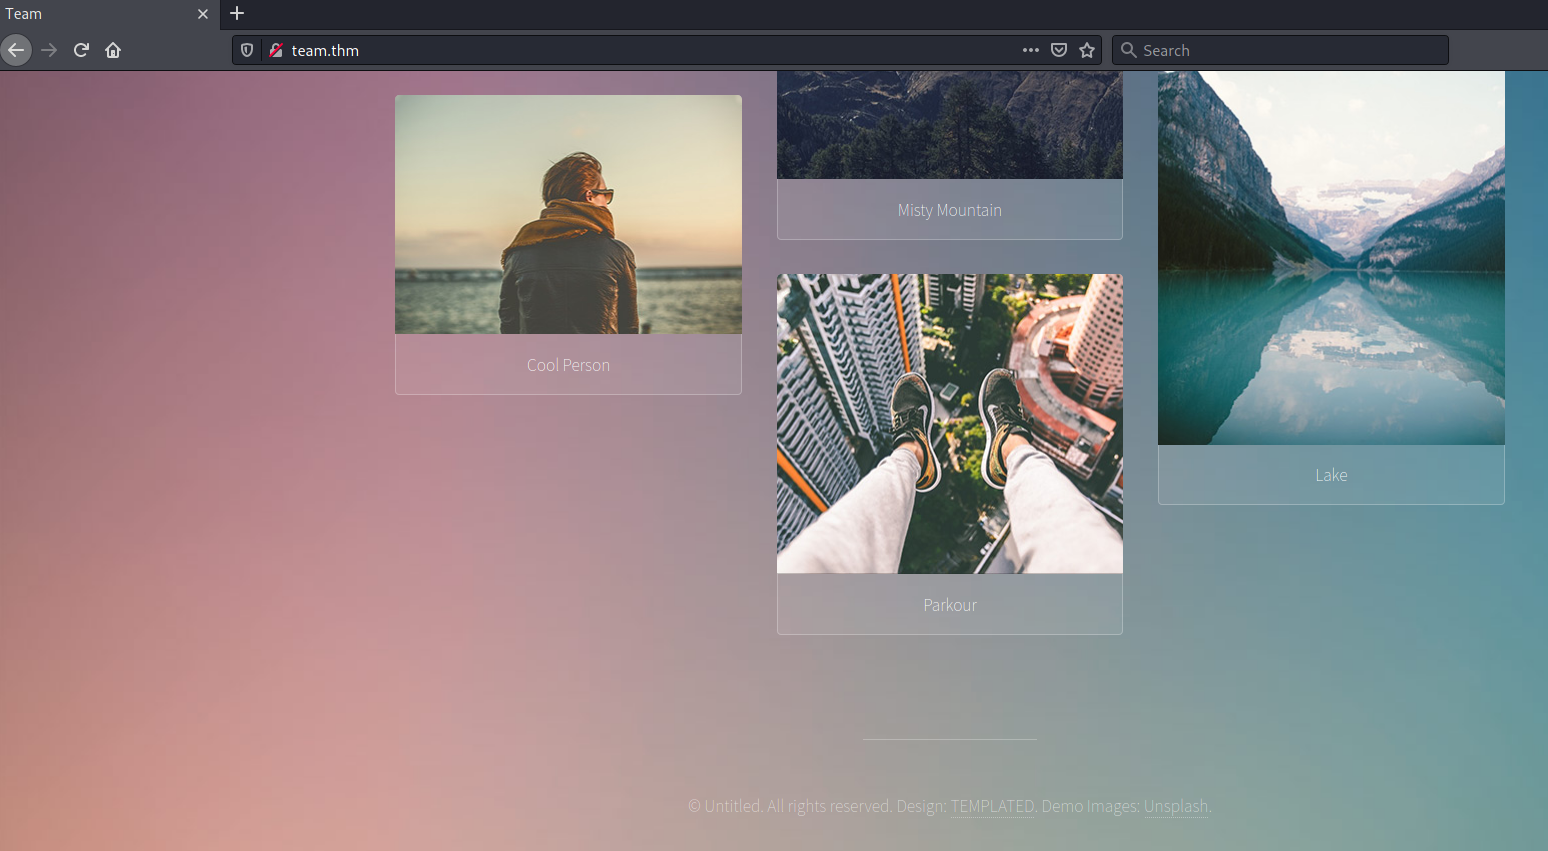 Team
team.thm
Search
Misty Mountain
Cool Person
Lake
Parkour
© Untitled. All rights reserved. Design: TEMPLATED. Demo Images: Unsplash.